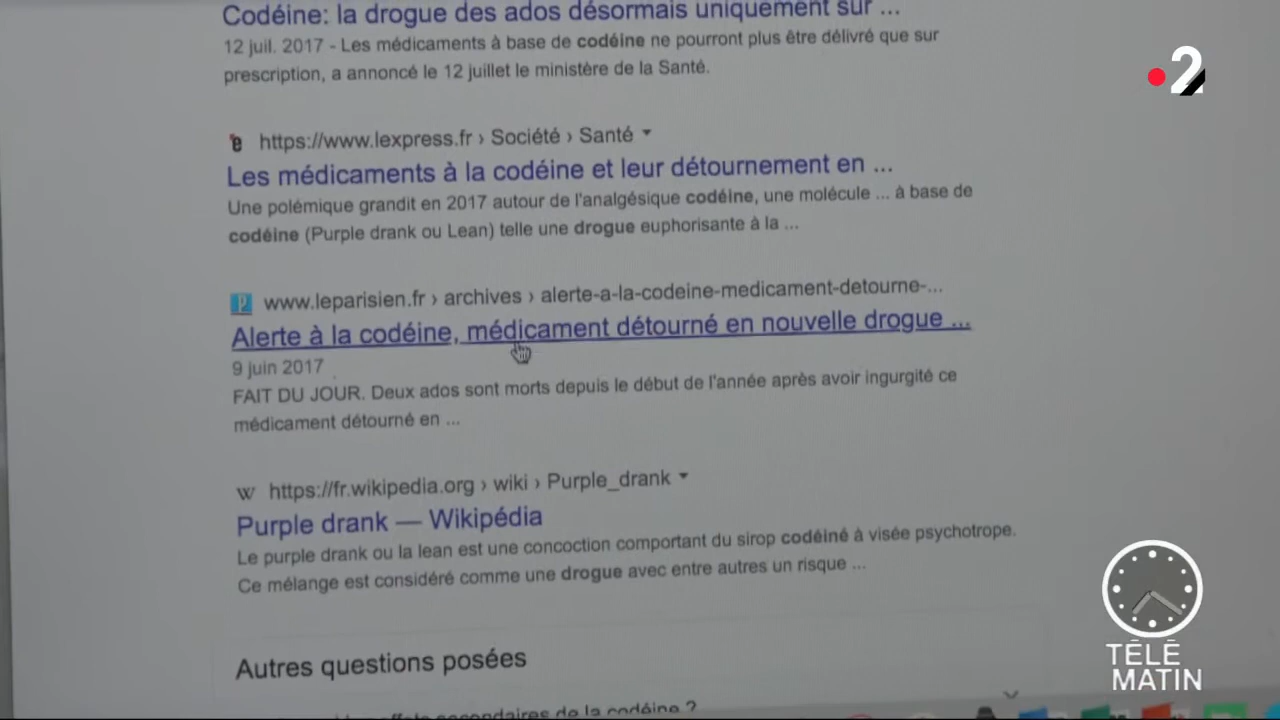 Codéine: la drogue des ados désormais uniquement sur ...
12 juil. 2017 - Les médicaments à base de codéine ne pourront plus être délivré que sur
prescription, a annoncé le 12 juillet le ministère de la Santé.
2
e https://www.lexpress.fr › Société › Santé
Les médicaments à la codéine et leur détournement en ...
Une polémique grandit en 2017 autour de l'analgésique codéine, une molécule ... à base de
codéine (Purple drank ou Lean) telle une drogue euphorisante à la ...
P www.leparisien.fr › archives › alerte-a-la-codeine-medicament-detourne-...
Alerte à la codéine, médicament détourné en nouvelle drogue ...
9 juin 2017
FAIT DU JOUR. Deux ados sont morts depuis le début de l'année après avoir ingurgité ce
médicament détourné en ...
W https://fr.wikipedia.org › wiki › Purple_drank
Purple drank — Wikipédia
Le purple drank ou la lean est une concoction comportant du sirop codéiné à visée psychotrope.
Ce mélange est considéré comme une drogue avec entre autres un risque ...
TÉLÉ
MATIN
Autres questions posées
secondaires de la codéine ?